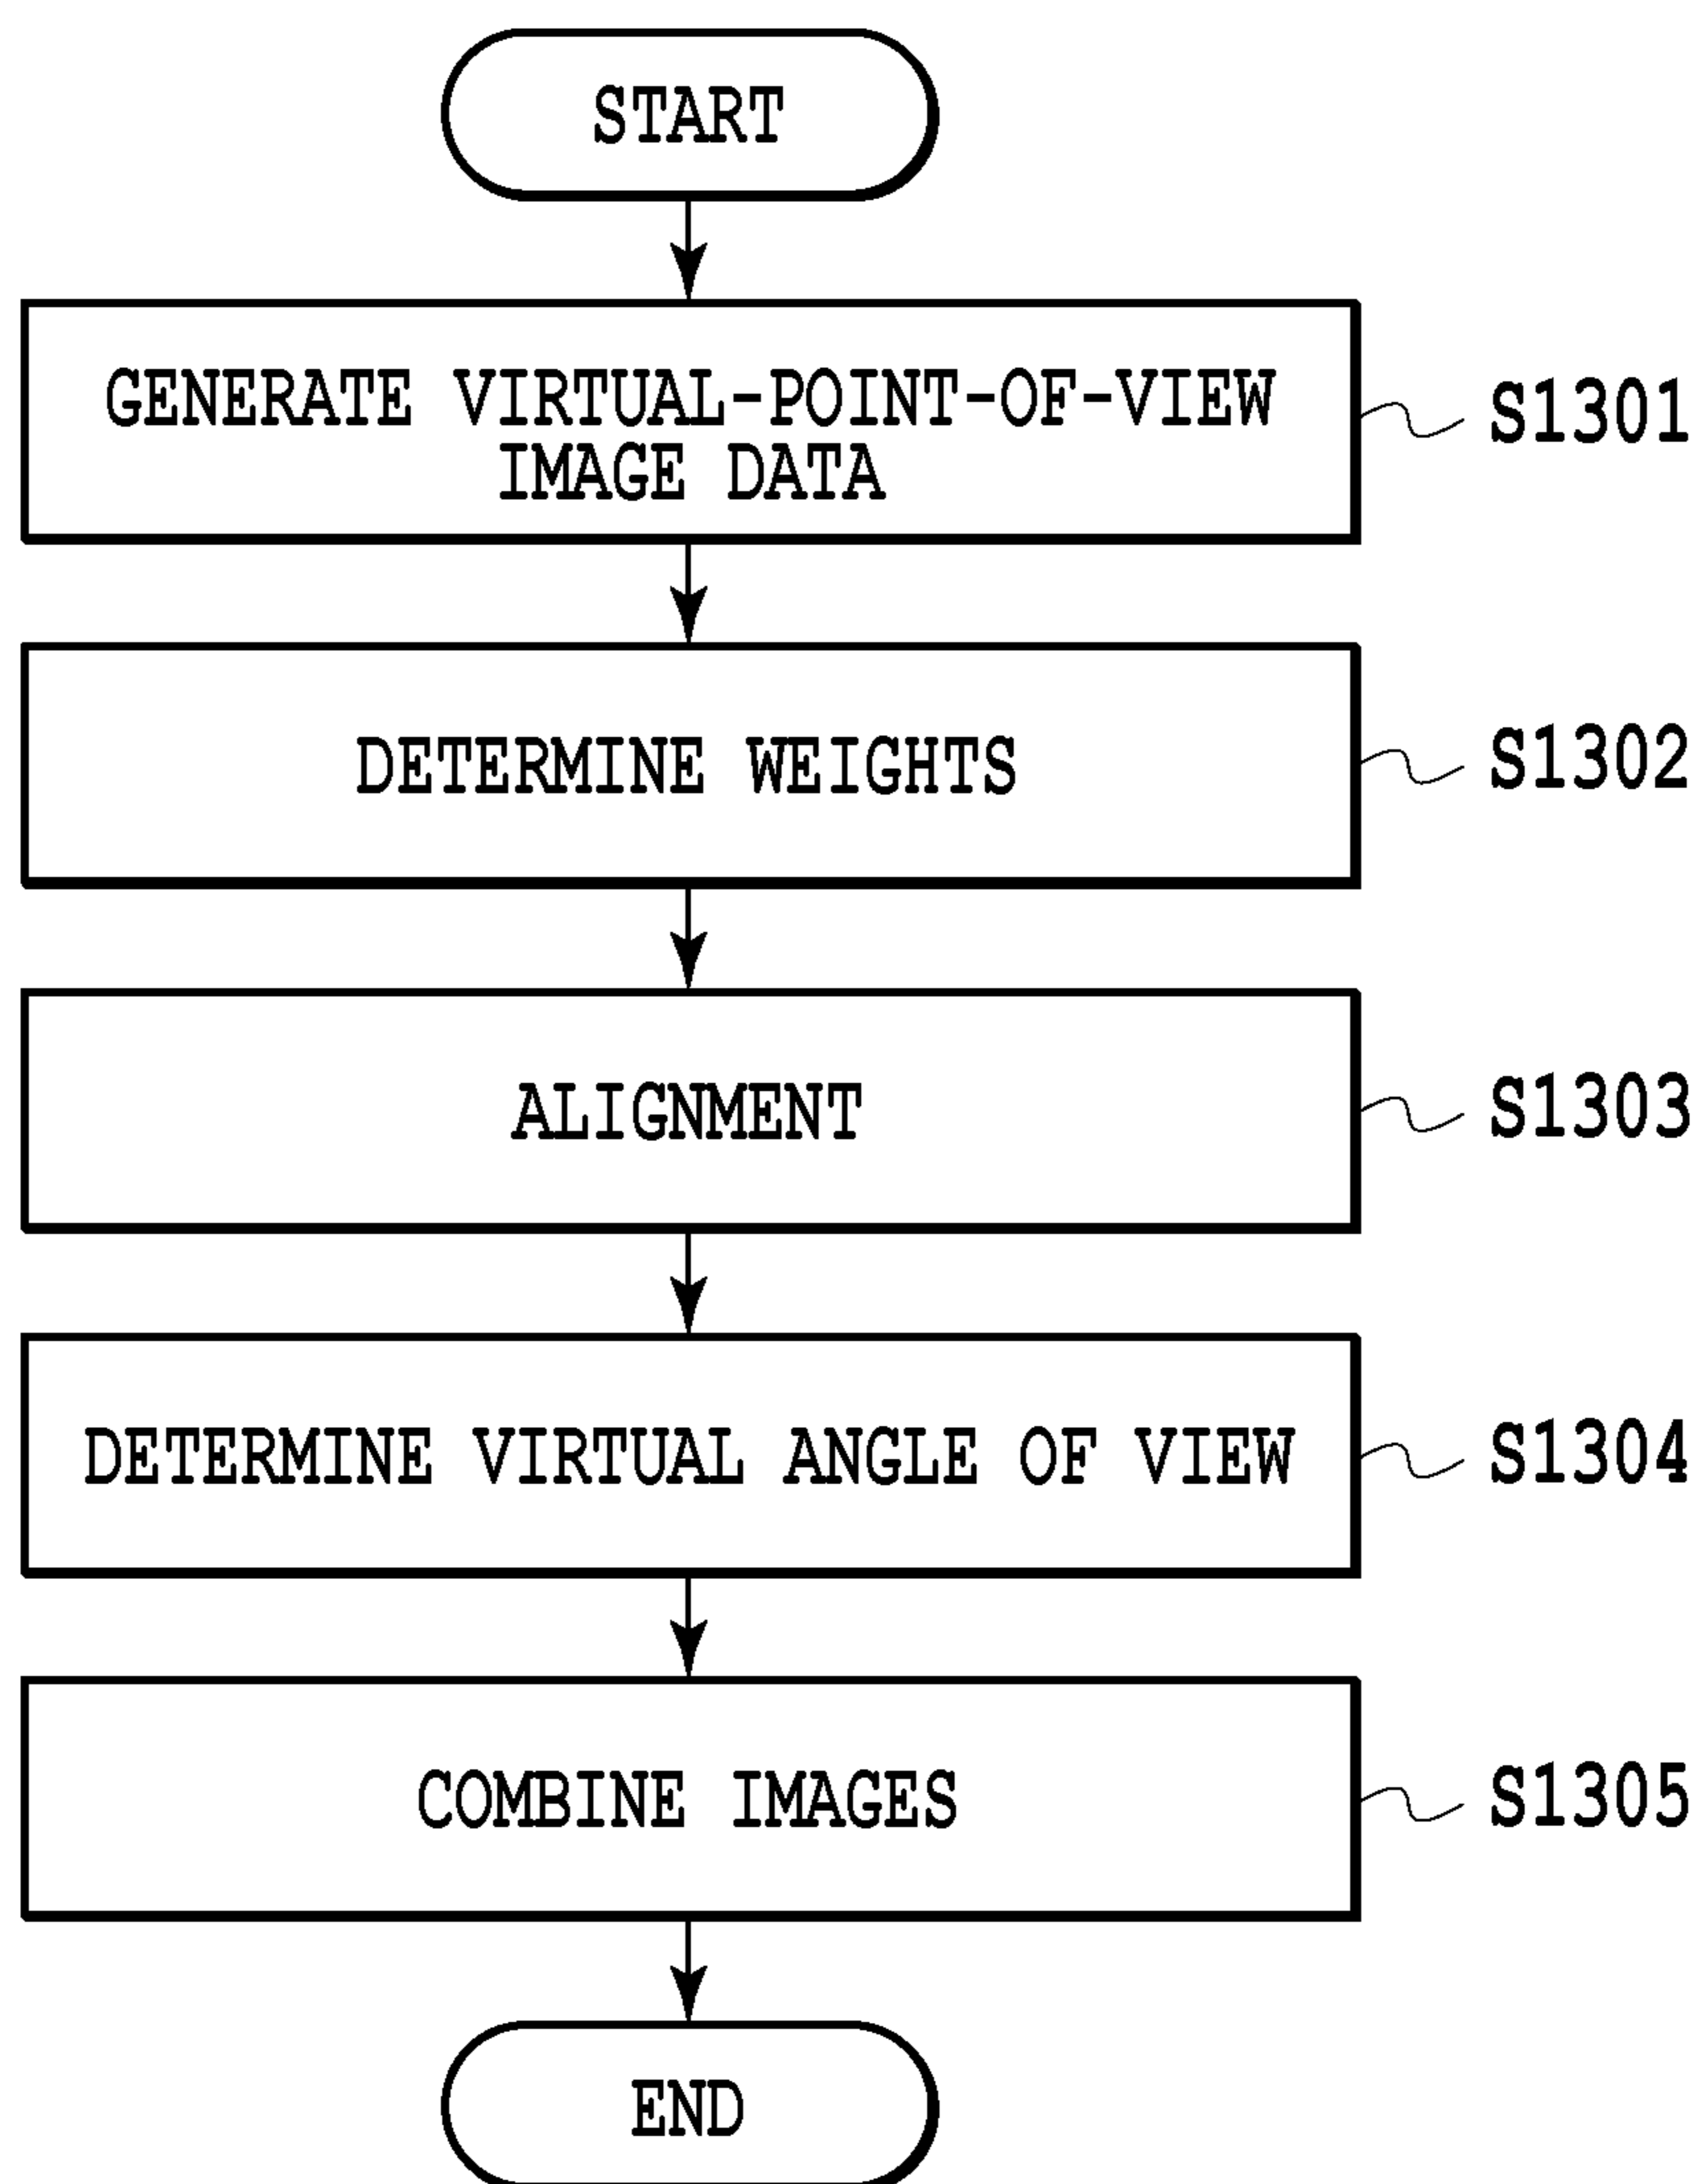 START
GENERATE VIRTUAL-POINT-OF-VIEW
IMAGE DATA
S1301
DETERMINE WEIGHTS
S1302
ALIGNMENT
S1303
DETERMINE VIRTUAL ANGLE OF VIEW
S1304
COMBINE IMAGES
S1305
END